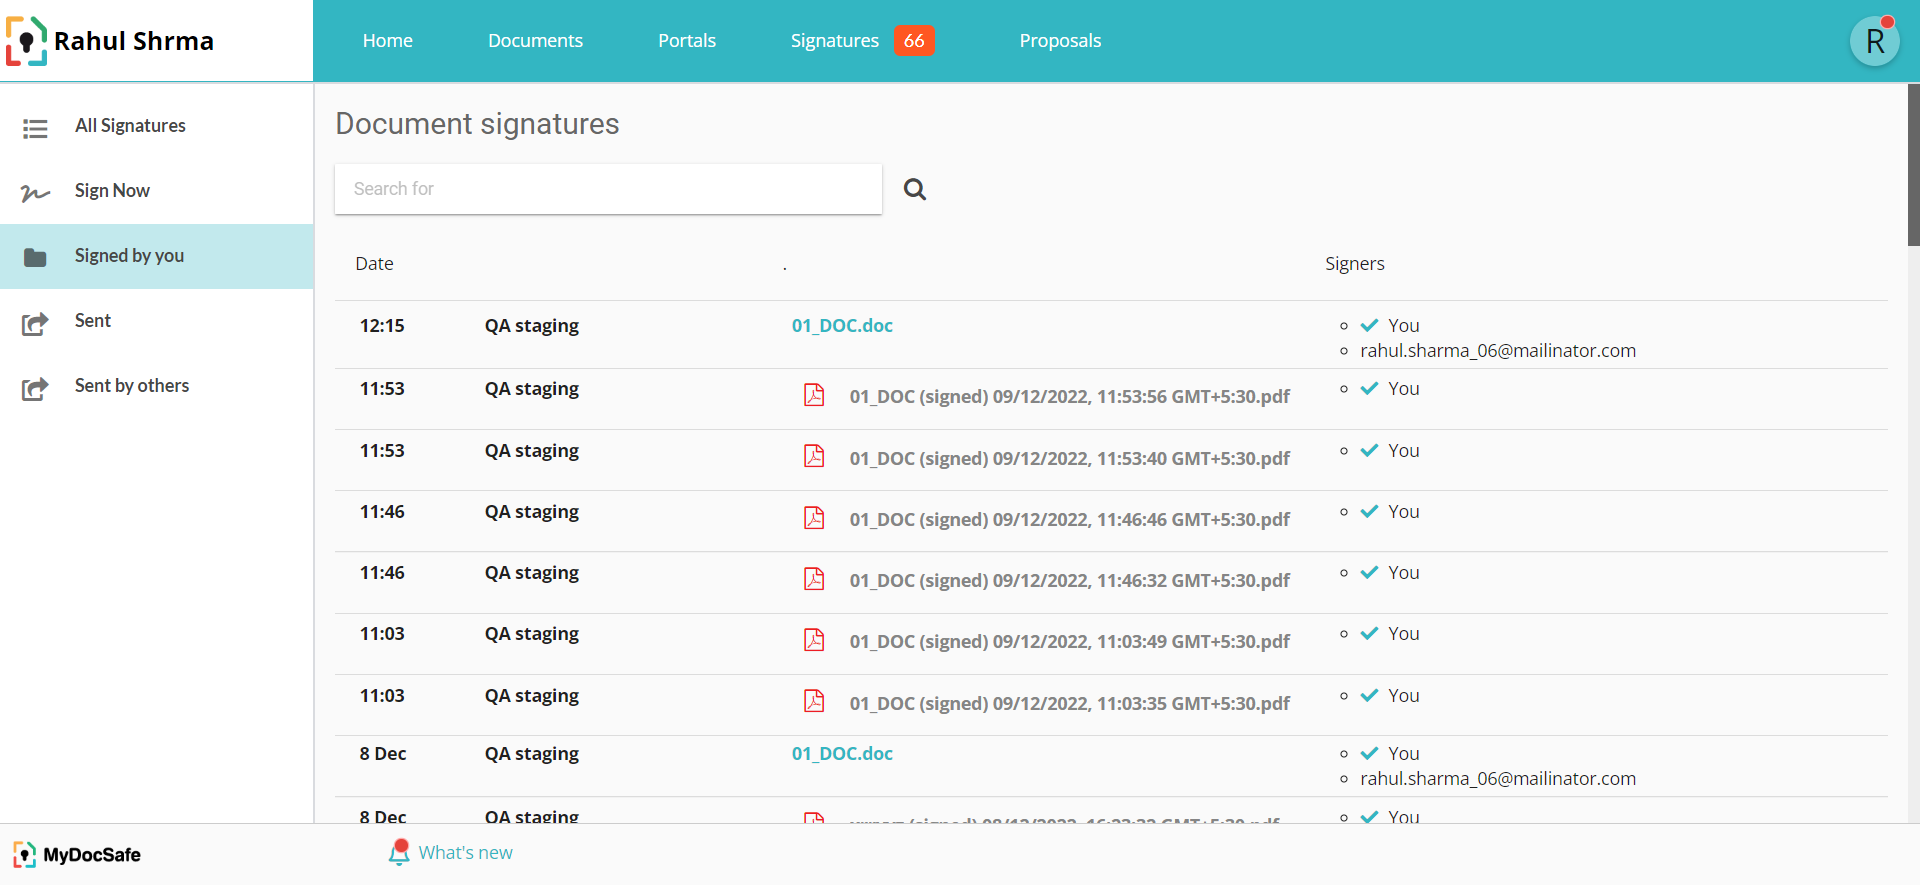 Rahul Shrma
Home Documents Portals Signatures 66 Proposals R
All Signatures
Sign Now
Signed by you
Sent
Sent by others
Document signatures
Search for
Date . Signers
12:15 QA staging 01_DOC.doc You
rahul.sharma_06@mailinator.com
11:53 QA staging 01_DOC (signed) 09/12/2022, 11:53:56 GMT+5:30.pdf You
11:53 QA staging 01_DOC (signed) 09/12/2022, 11:53:40 GMT+5:30.pdf You
11:46 QA staging 01_DOC (signed) 09/12/2022, 11:46:46 GMT+5:30.pdf You
11:46 QA staging 01_DOC (signed) 09/12/2022, 11:46:32 GMT+5:30.pdf You
11:03 QA staging 01_DOC (signed) 09/12/2022, 11:03:49 GMT+5:30.pdf You
11:03 QA staging 01_DOC (signed) 09/12/2022, 11:03:35 GMT+5:30.pdf You
8 Dec QA staging 01_DOC.doc You
rahul.sharma_06@mailinator.com
8 Dec QA staging You
MyDocSafe What's new